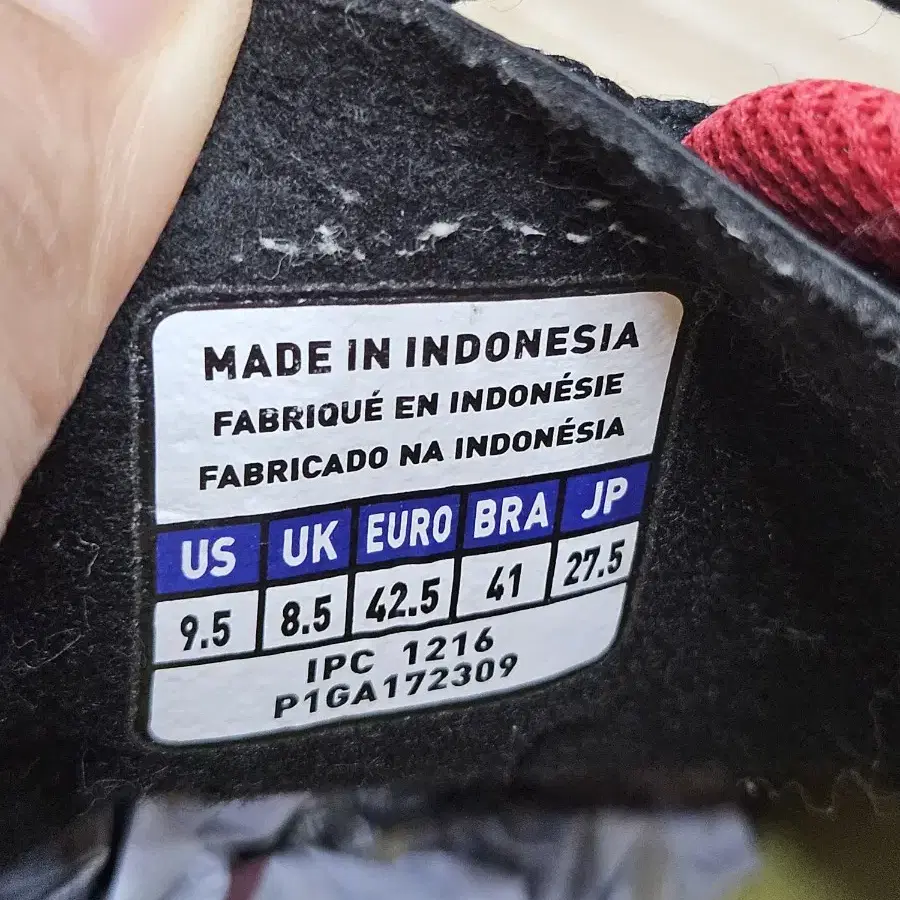 MADE IN INDONESIA
FABRIQUÉ EN INDONÉSIE
FABRICADO NA INDONÉSIA
US UK EURO BRA JP
9.5 8.5 42.5 41 27.5
IPC 1216
P1GA172309